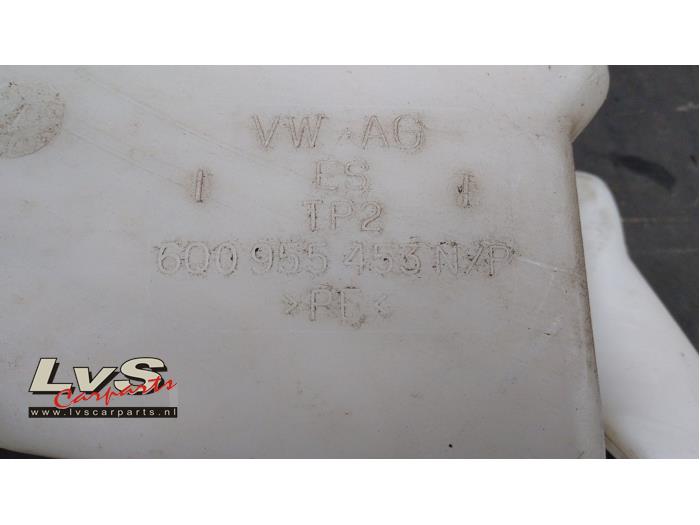 VW AG
ES
TP2
6Q0 955 453 N/P
>PE<
LvS
Carparts
www.lvscarparts.nl